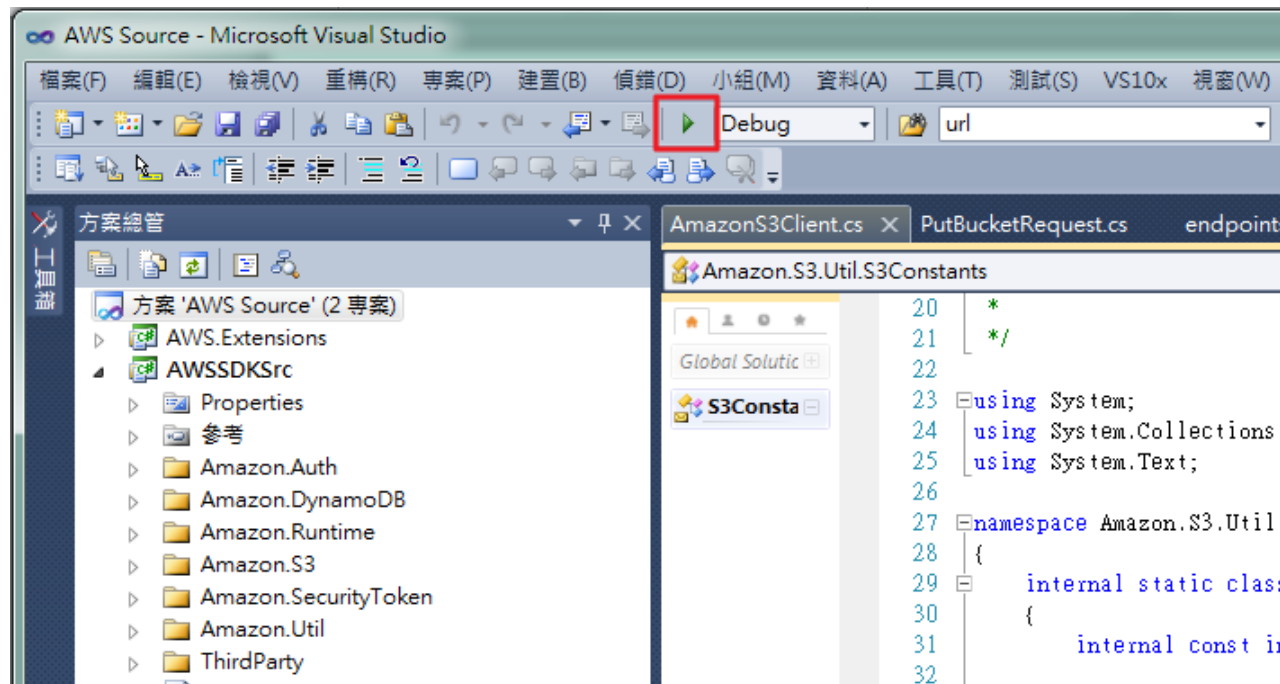 AWS Source - Microsoft Visual Studio
檔案(F) 編輯(E) 檢視(V) 重構(R) 專案(P) 建置(B) 偵錯(D) 小組(M) 資料(A) 工具(T) 測試(S) VS10x 視窗(W)
Debug url
方案總管
AmazonS3Client.cs PutBucketRequest.cs endpoint
工具箱
Amazon.S3.Util.S3Constants
方案 'AWS Source' (2 專案)
AWS.Extensions
AWSSDKSrc
Properties
參考
Amazon.Auth
Amazon.DynamoDB
Amazon.Runtime
Amazon.S3
Amazon.SecurityToken
Amazon.Util
ThirdParty
Global Solutic
S3Consta
20 *
21 */
22
23 using System;
24 using System.Collections
25 using System.Text;
26
27 namespace Amazon.S3.Util
28 {
29 internal static clas
30 {
31 internal const i
32